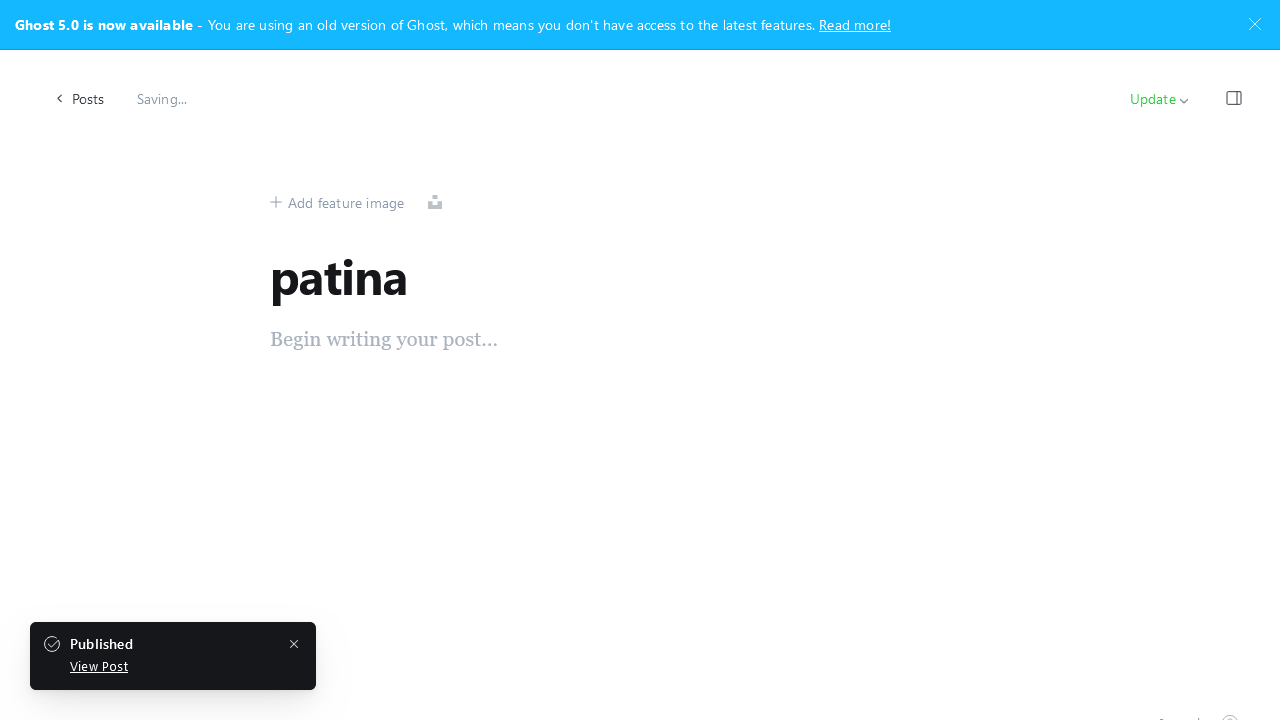 Ghost 5.0 is now available - You are using an old version of Ghost, which means you don't have access to the latest features. Read more!
Posts
Saving...
Update
Add feature image
patina
Begin writing your post...
Published
View Post